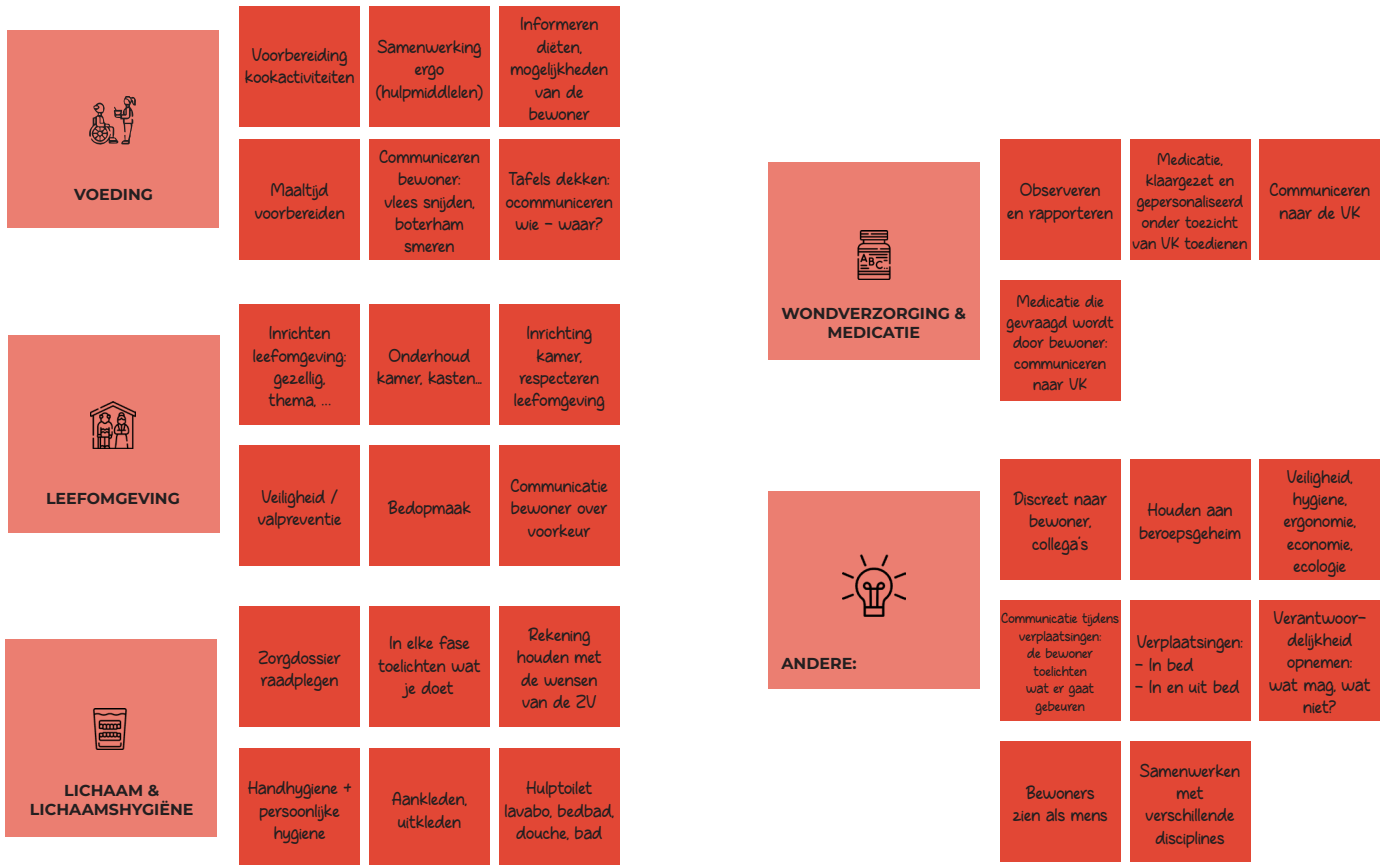 VOEDING
Voorbereiding
kookactiviteiten
Samenwerking
ergo
(hulpmiddlelen)
Informeren
diëten,
mogelijkheden
van de
bewoner
Maaltijd
voorbereiden
Communiceren
bewoner:
vlees snijden,
boterham
smeren
Tafels dekken:
ocommuniceren
wie – waar?
LEEFOMGEVING
Inrichten
leefomgeving:
gezellig,
thema, ...
Onderhoud
kamer, kasten...
Inrichting
kamer,
respecteren
leefomgeving
Veiligheid /
valpreventie
Bedopmaak
Communicatie
bewoner over
voorkeur
LICHAAM &
LICHAAMSHYGIËNE
Zorgdossier
raadplegen
In elke fase
toelichten wat
je doet
Rekening
houden met
de wensen
van de ZV
Handhygiene +
persoonlijke
hygiene
Aankleden,
uitkleden
Hulptoilet
lavabo, bedbad,
douche, bad
WONDVERZORGING &
MEDICATIE
ABC
Observeren
en rapporteren
Medicatie,
klaargezet en
gepersonaliseerd
onder toezicht
van VK toedienen
Communiceren
naar de VK
Medicatie die
gevraagd wordt
door bewoner:
communiceren
naar VK
ANDERE:
Discreet naar
bewoner,
collega's
Houden aan
beroepsgeheim
Veiligheid,
hygiene,
ergonomie,
economie,
ecologie
Communicatie tijdens
verplaatsingen:
de bewoner
toelichten
wat er gaat
gebeuren
Verplaatsingen:
– In bed
– In en uit bed
Verantwoor–
delijkheid
opnemen:
wat mag, wat
niet?
Bewoners
zien als mens
Samenwerken
met
verschillende
disciplines